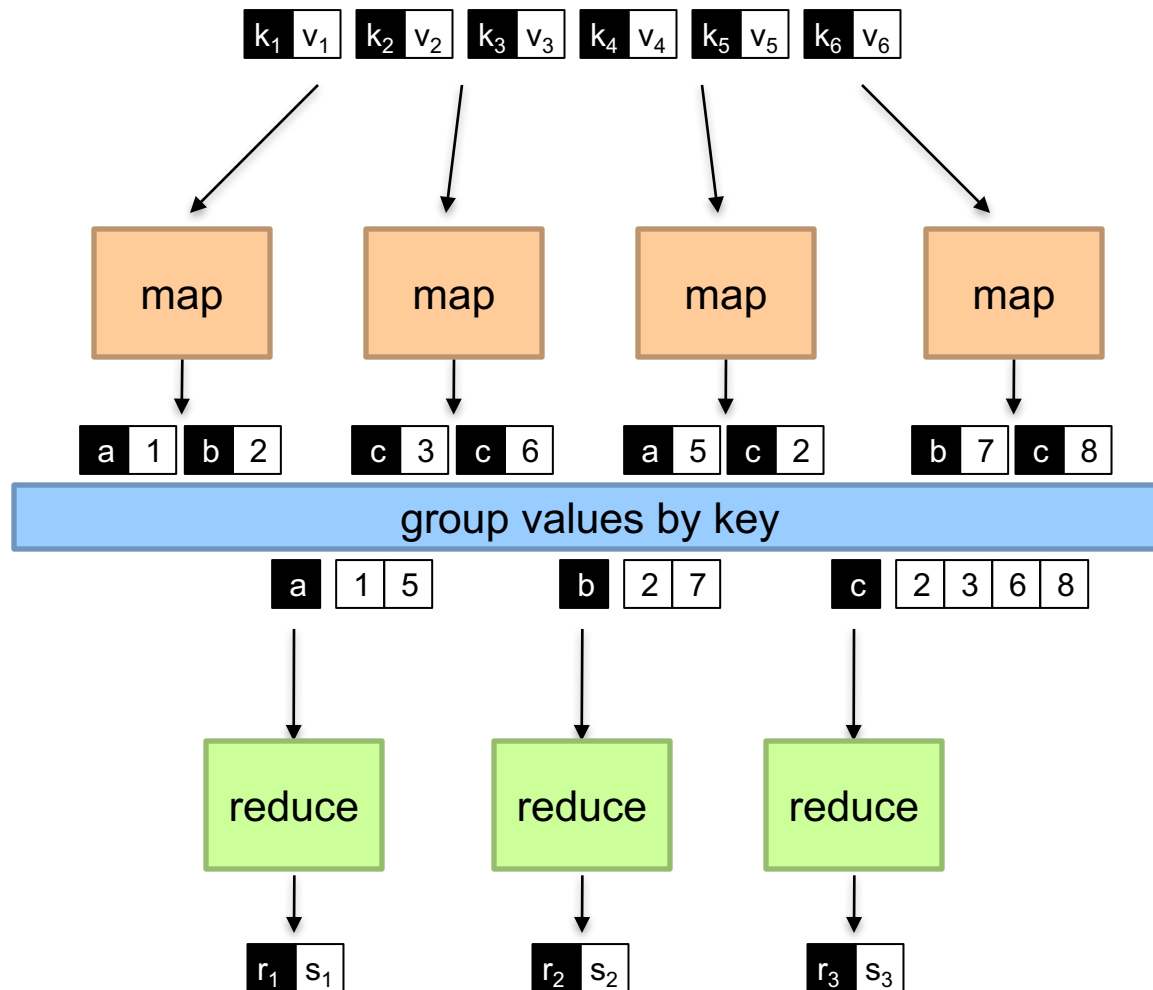 k₁ v₁ k₂ v₂ k₃ v₃ k₄ v₄ k₅ v₅ k₆ v₆
map map map map
a 1 b 2 c 3 c 6 a 5 c 2 b 7 c 8
group values by key
a 1 5 b 2 7 c 2 3 6 8
reduce reduce reduce
r₁ s₁ r₂ s₂ r₃ s₃